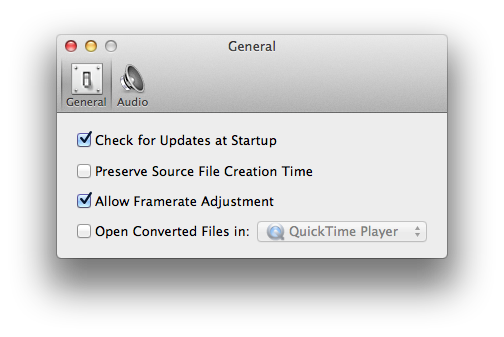 General
General Audio
Check for Updates at Startup
Preserve Source File Creation Time
Allow Framerate Adjustment
Open Converted Files in: QuickTime Player